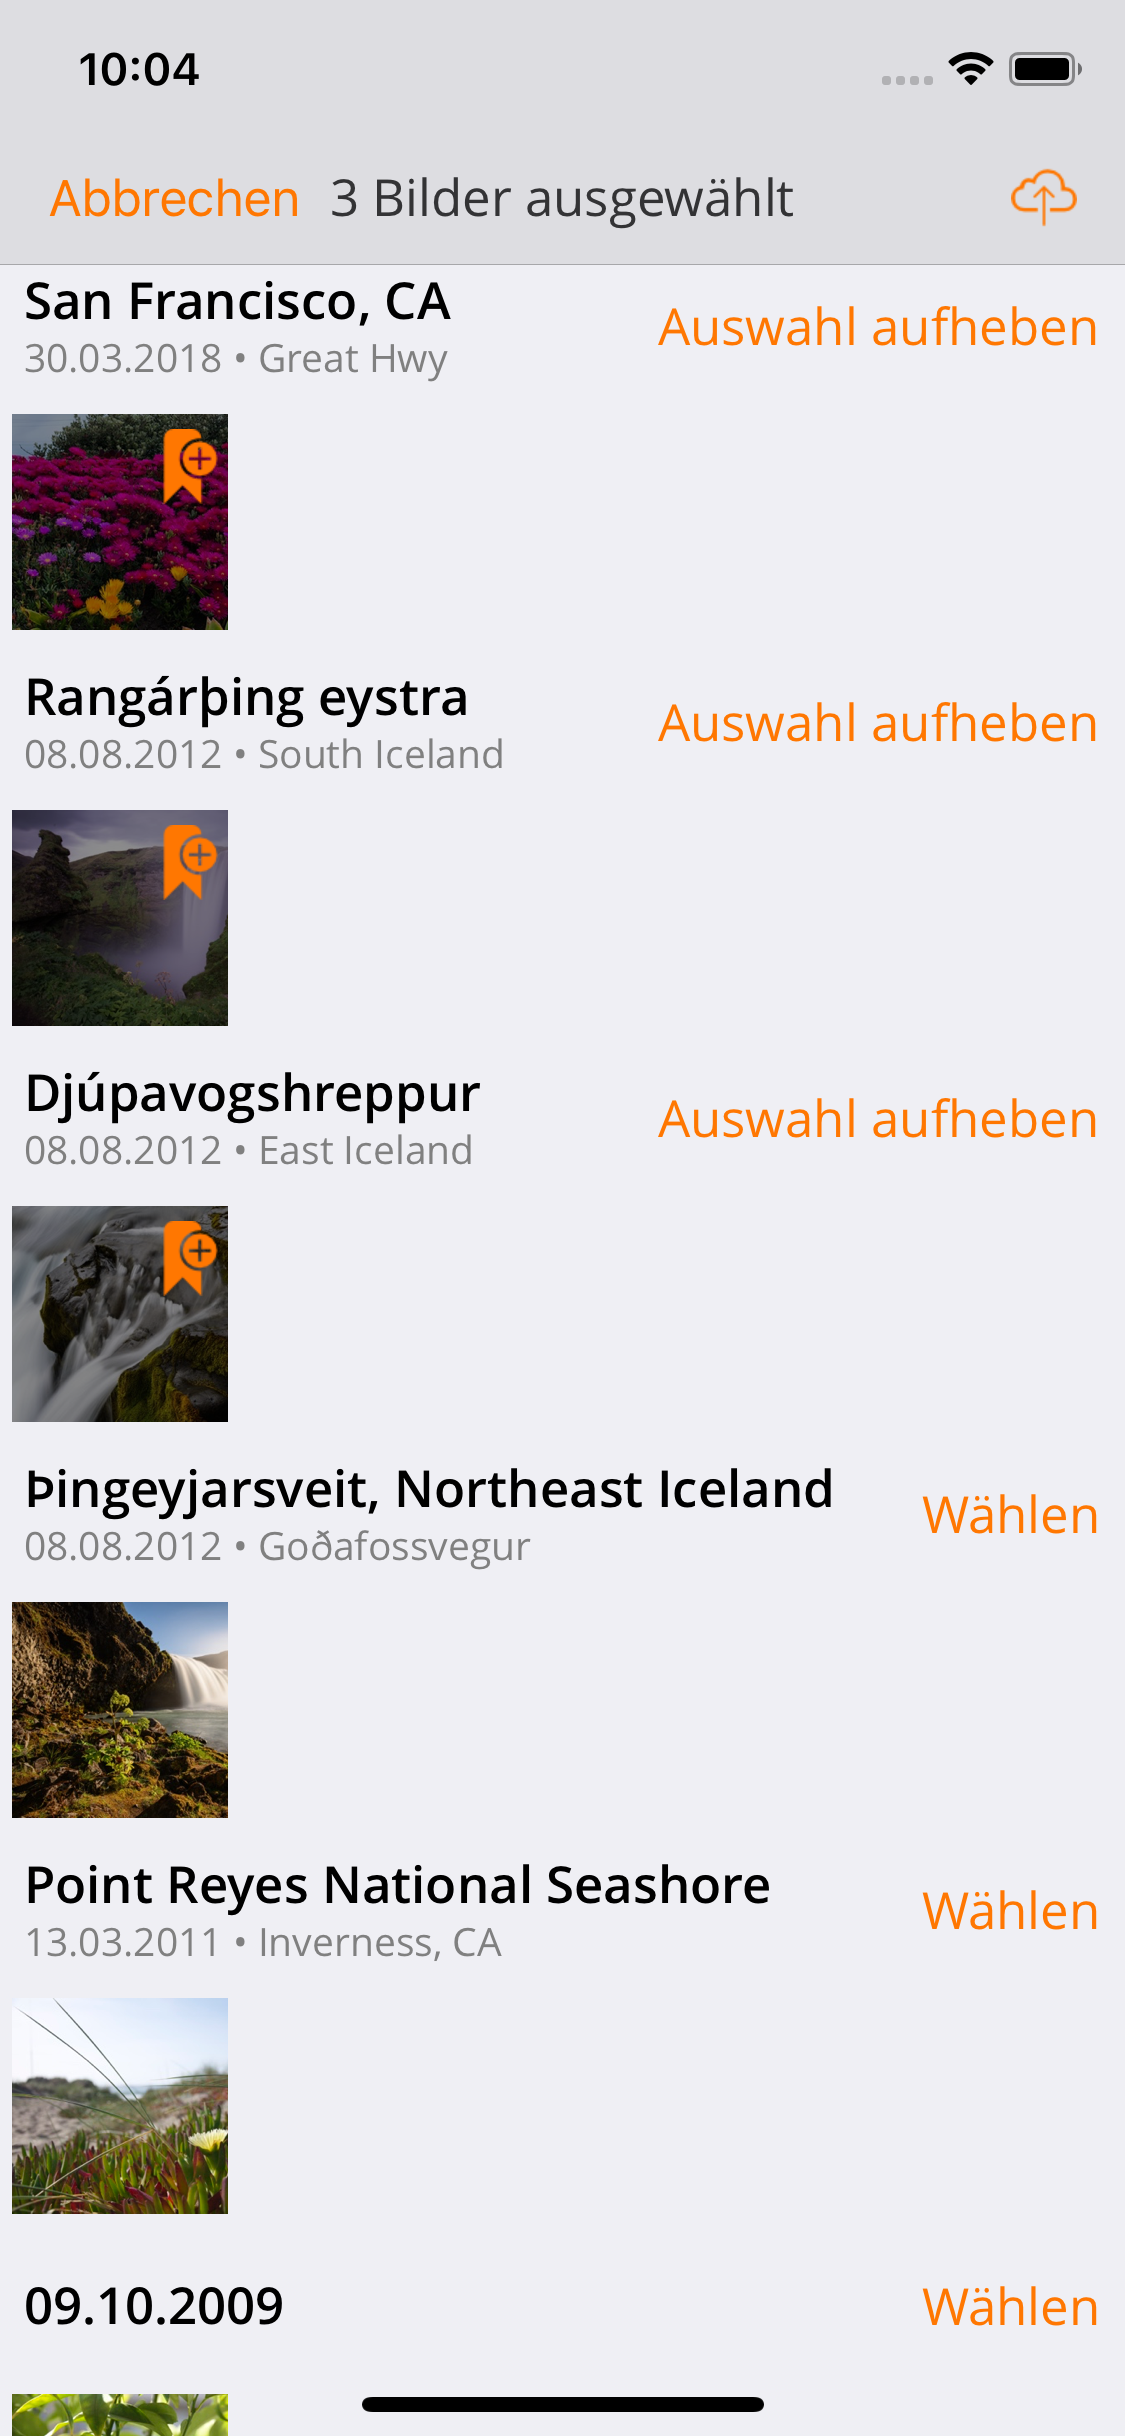 10:04
Abbrechen 3 Bilder ausgewählt
San Francisco, CA
Auswahl aufheben
30.03.2018 • Great Hwy
Rangárþing eystra
Auswahl aufheben
08.08.2012 • South Iceland
Djúpavogshreppur
Auswahl aufheben
08.08.2012 • East Iceland
Þingeyjarsveit, Northeast Iceland
Wählen
08.08.2012 • Goðafossvegur
Point Reyes National Seashore
Wählen
13.03.2011 • Inverness, CA
09.10.2009
Wählen